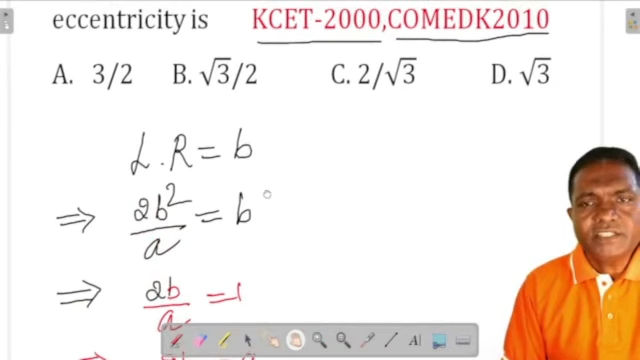 eccentricity is KCET-2000,COMEDK2010
A. 3/2 B. √3/2 C. 2/√3 D. √3
L.R = b
⇒ 2b²/a = b
⇒ 2b/a = 1